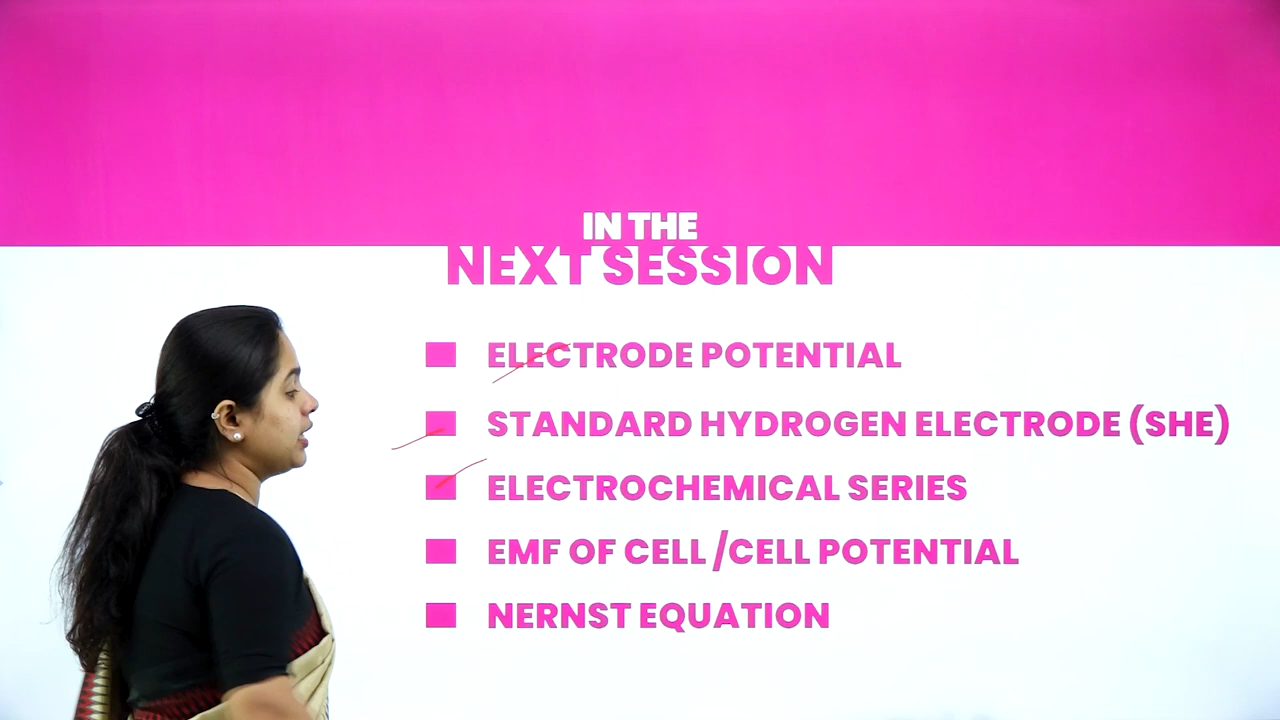 IN THE
NEXT SESSION
ELECTRODE POTENTIAL
STANDARD HYDROGEN ELECTRODE (SHE)
ELECTROCHEMICAL SERIES
EMF OF CELL /CELL POTENTIAL
NERNST EQUATION